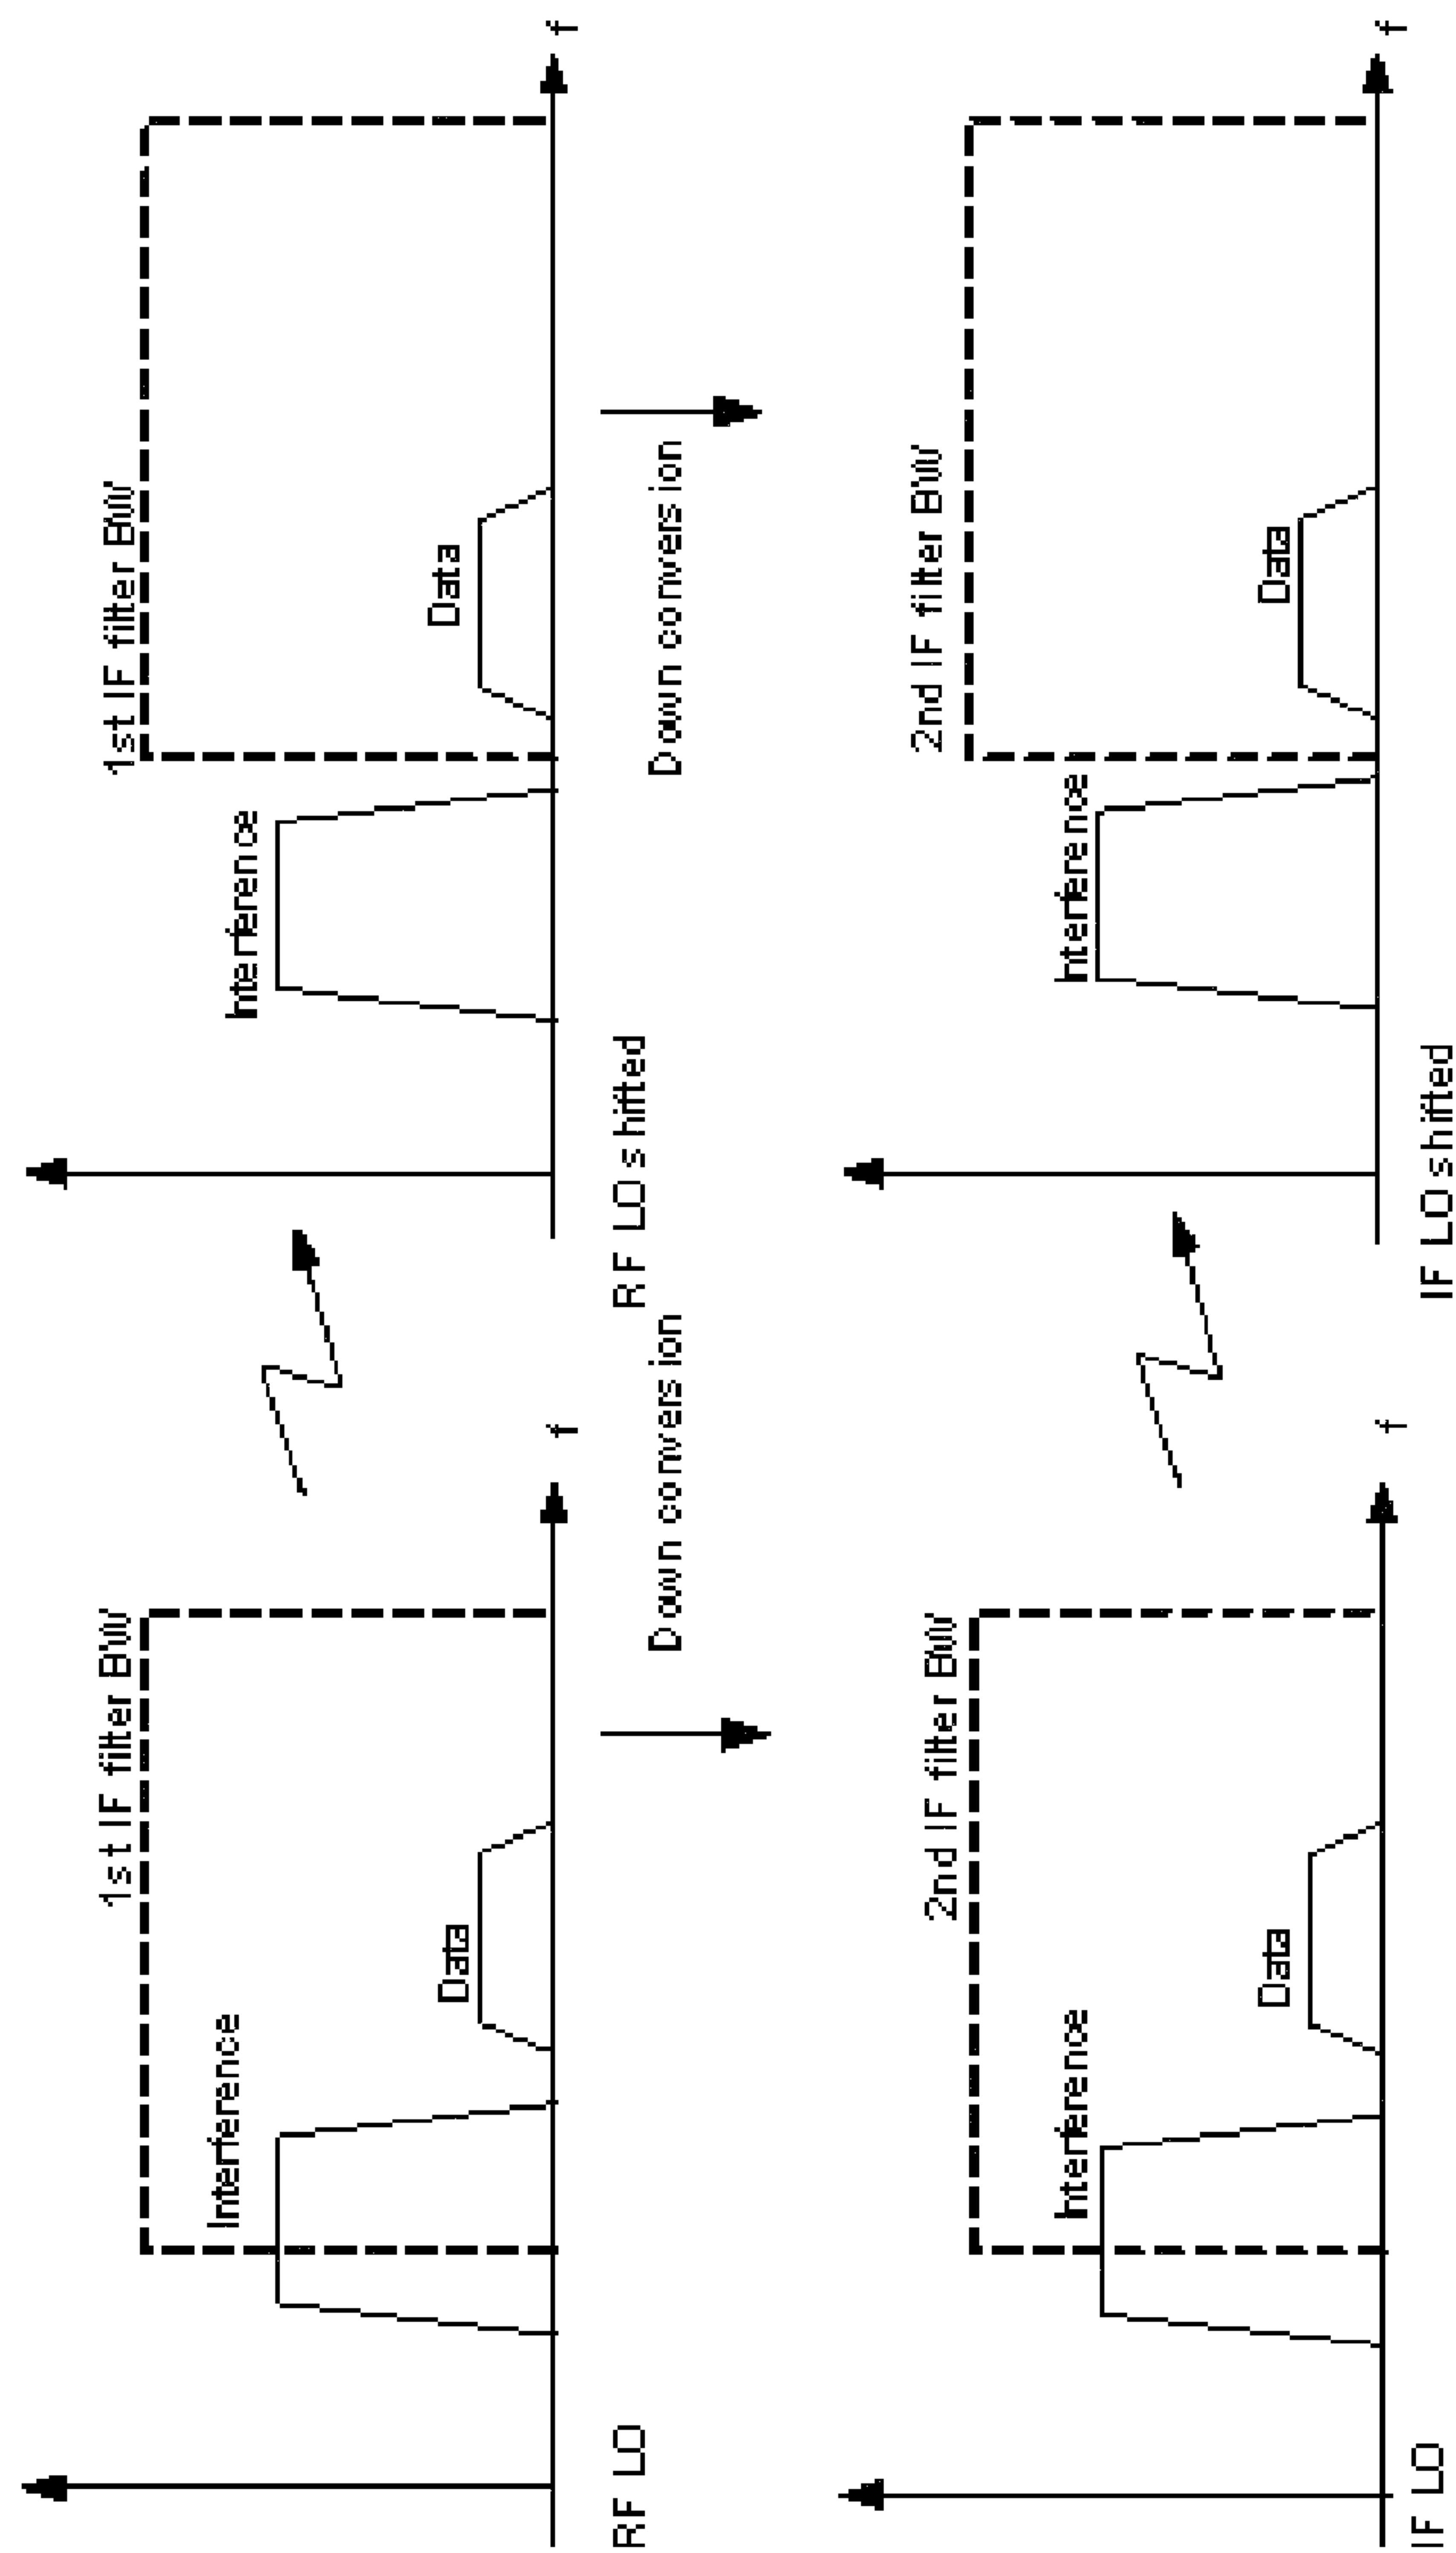 1st IF filter BW
Interference
Data
f
RF LO
1st IF filter BW
Interference
Data
f
RF LO shifted
Down conversion
Down conversion
2nd IF filter BW
Interference
Data
f
IF LO
2nd IF filter BW
Interference
Data
f
IF LO shifted